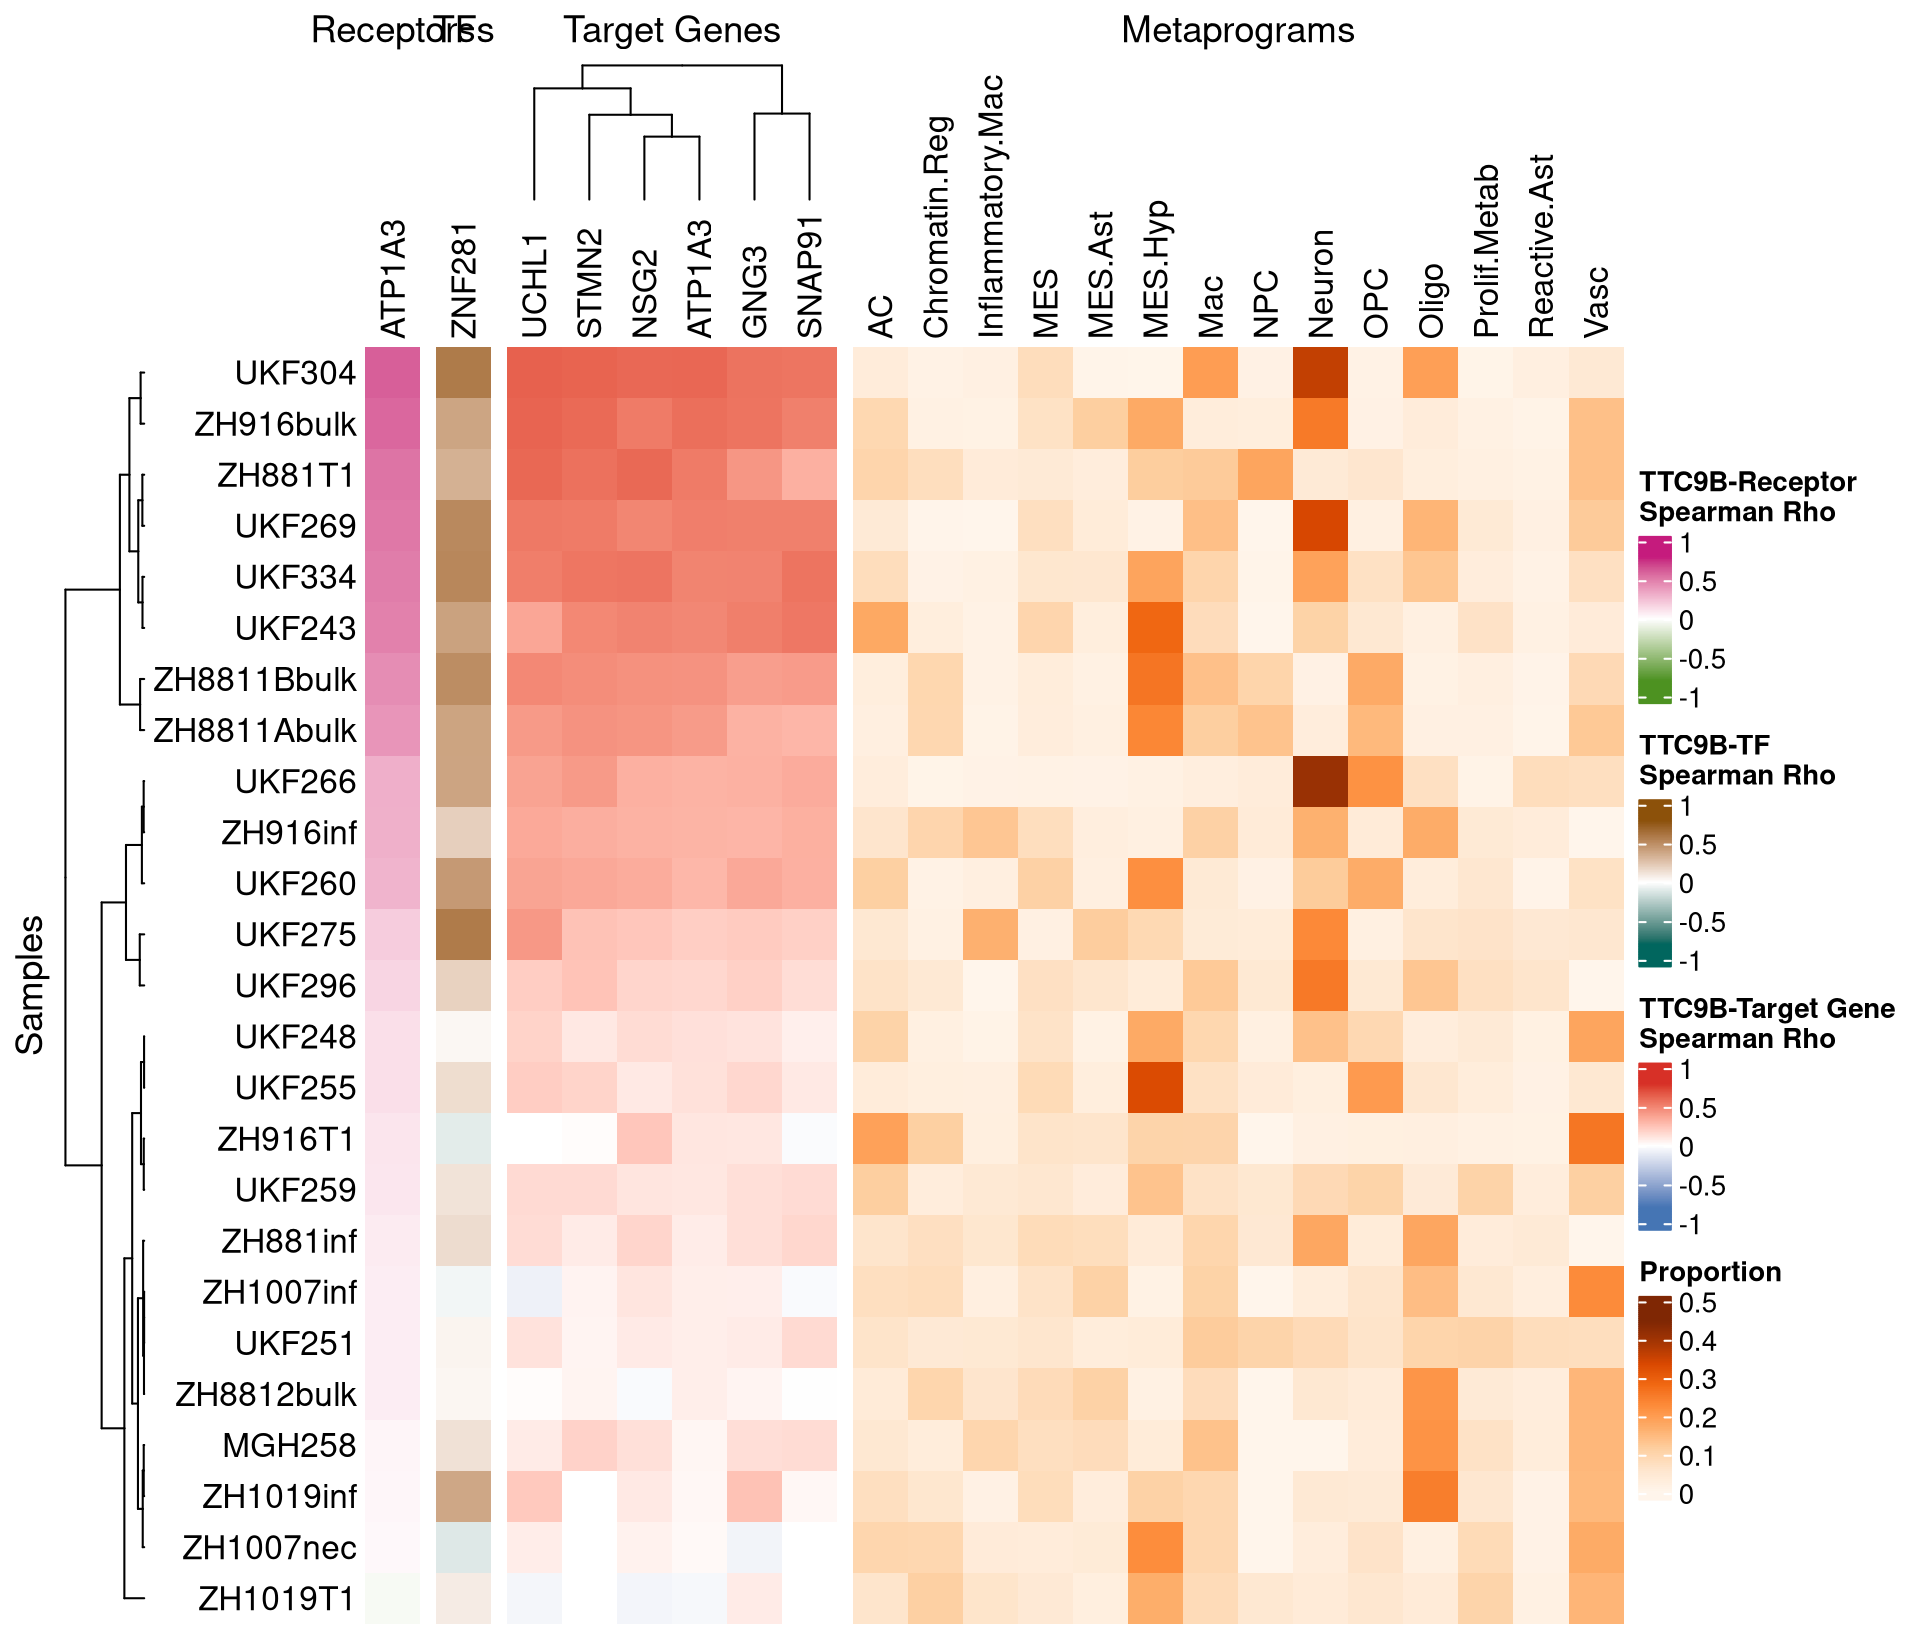 Receptors TFs Target Genes Metaprograms
ATP1A3 ZNF281 UCHL1 STMN2 NSG2 ATP1A3 GNG3 SNAP91 AC Chromatin.Reg Inflammatory.Mac MES MES.Ast MES.Hyp Mac NPC Neuron OPC Oligo Prolif.Metab Reactive.Ast Vasc
Samples
UKF304
ZH916bulk
ZH881T1
UKF269
UKF334
UKF243
ZH8811Bbulk
ZH8811Abulk
UKF266
ZH916inf
UKF260
UKF275
UKF296
UKF248
UKF255
ZH916T1
UKF259
ZH881inf
ZH1007inf
UKF251
ZH8812bulk
MGH258
ZH1019inf
ZH1007nec
ZH1019T1
TTC9B-Receptor
Spearman Rho
1
0.5
0
-0.5
-1
TTC9B-TF
Spearman Rho
1
0.5
0
-0.5
-1
TTC9B-Target Gene
Spearman Rho
1
0.5
0
-0.5
-1
Proportion
0.5
0.4
0.3
0.2
0.1
0